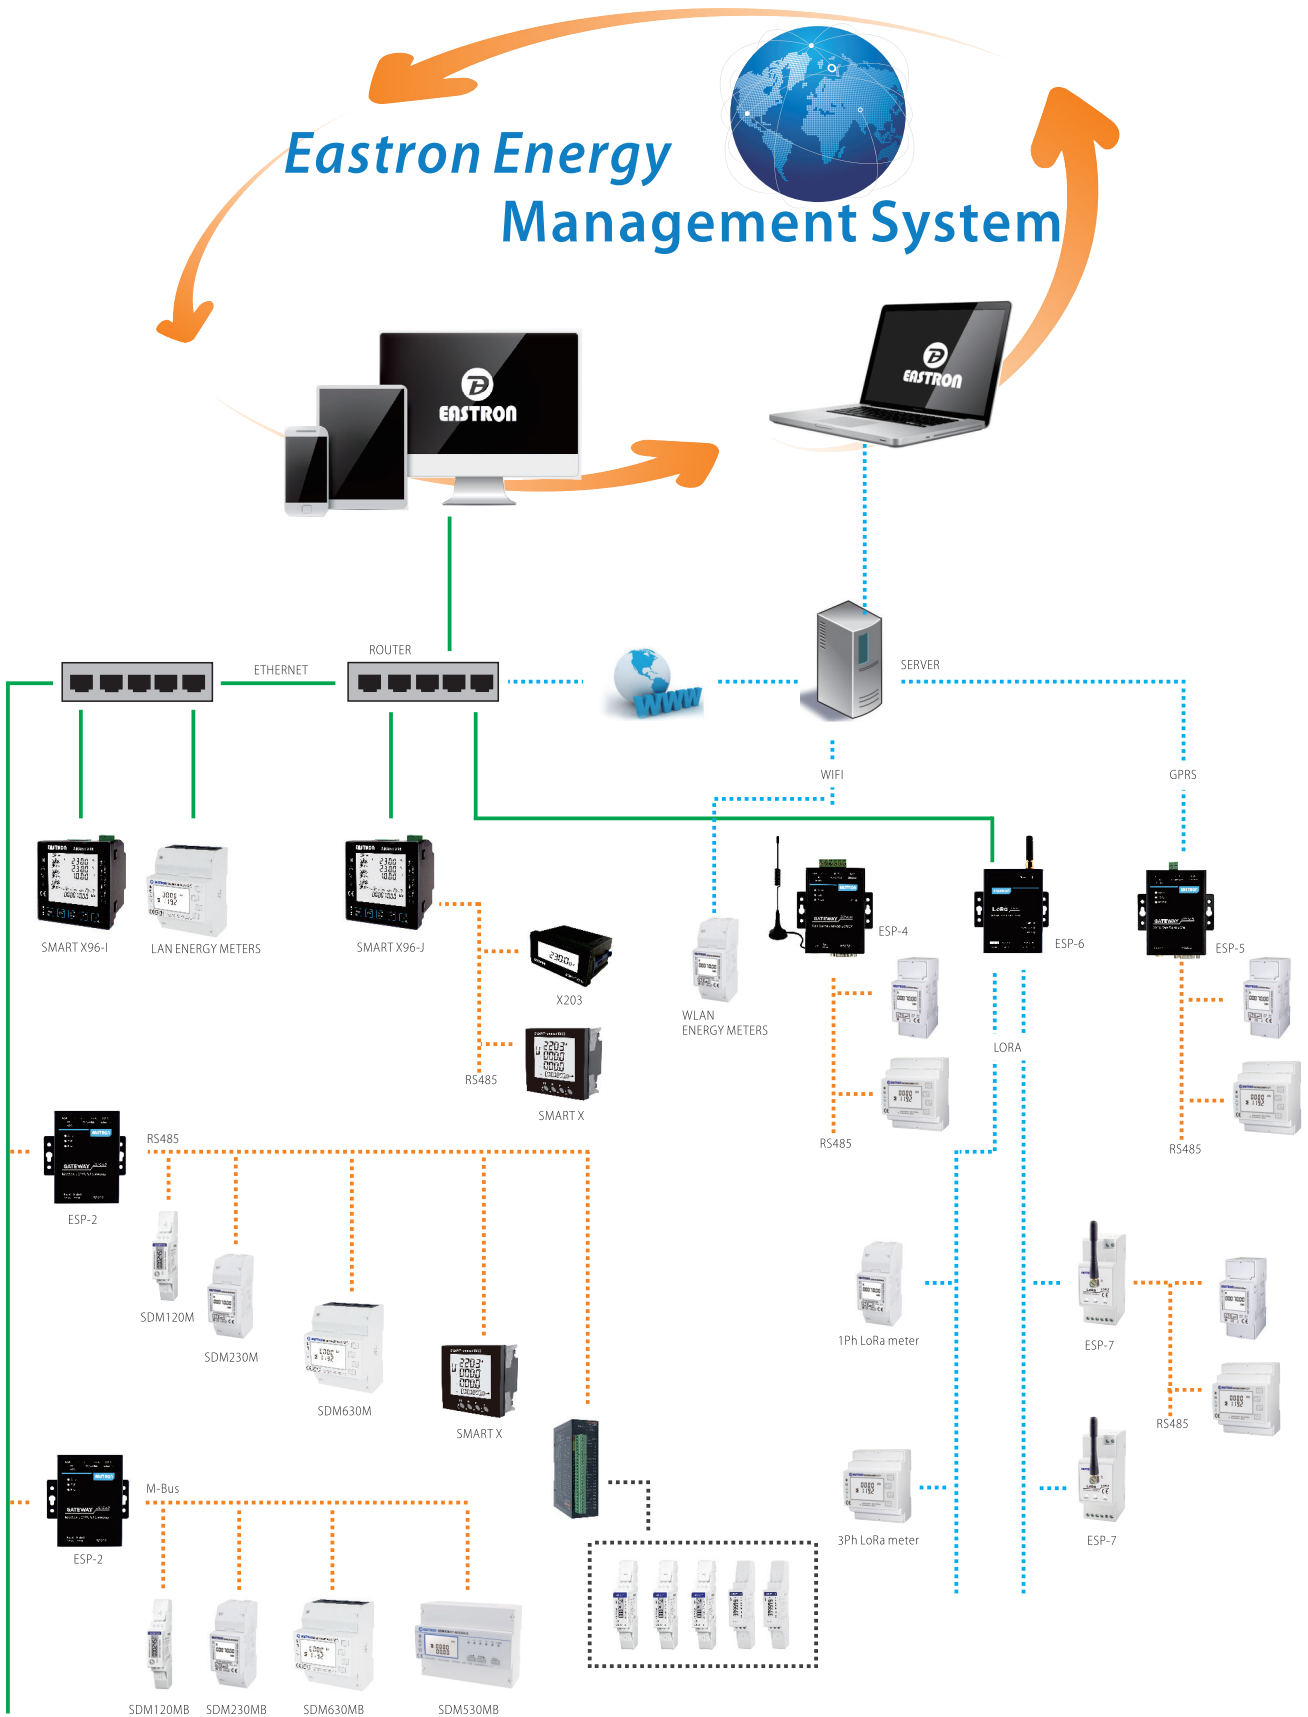 Eastron Energy
Management System
EASTRON
EASTRON
ROUTER
ETHERNET
WWW
SERVER
WIFI
GPRS
SMART X96-I
LAN ENERGY METERS
SMART X96-J
X203
RS485
SMART X
WLAN
ENERGY METERS
ESP-4
ESP-6
ESP-5
LORA
RS485
RS485
GATEWAY
RS485
ESP-2
SDM120M
SDM230M
SDM630M
SMART X
1Ph LoRa meter
ESP-7
RS485
M-Bus
GATEWAY
ESP-2
3Ph LoRa meter
ESP-7
SDM120MB
SDM230MB
SDM630MB
SDM530MB